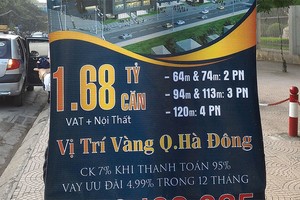 1.68 TỶ
CĂN
VAT + Nội Thất
- 64m & 74m: 2 PN
- 94m & 113m: 3 PN
- 120m: 4 PN
Vị Trí Vàng Q.Hà Đông
CK 7% KHI THANH TOÁN 95%
VAY ƯU ĐÃI 4.99% TRONG 12 THÁNG